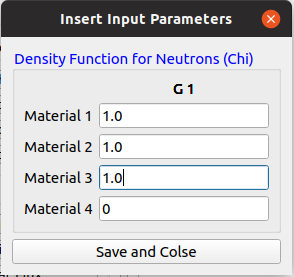 Insert Input Parameters
Density Function for Neutrons (Chi)
G 1
Material 1 1.0
Material 2 1.0
Material 3 1.0
Material 4 0
Save and Colse